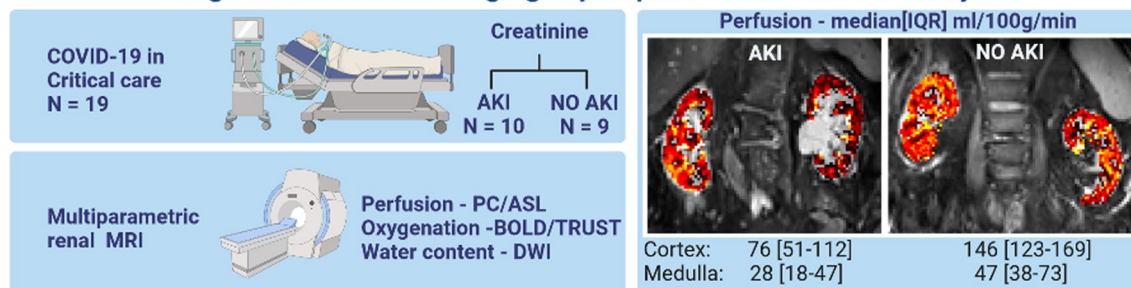 COVID-19 in
Critical care
N = 19
Creatinine
AKI NO AKI
N = 10 N = 9
Multiparametric
renal MRI
Perfusion - PC/ASL
Oxygenation -BOLD/TRUST
Water content - DWI
Perfusion - median[IQR] ml/100g/min
AKI NO AKI
Cortex: 76 [51-112] 146 [123-169]
Medulla: 28 [18-47] 47 [38-73]